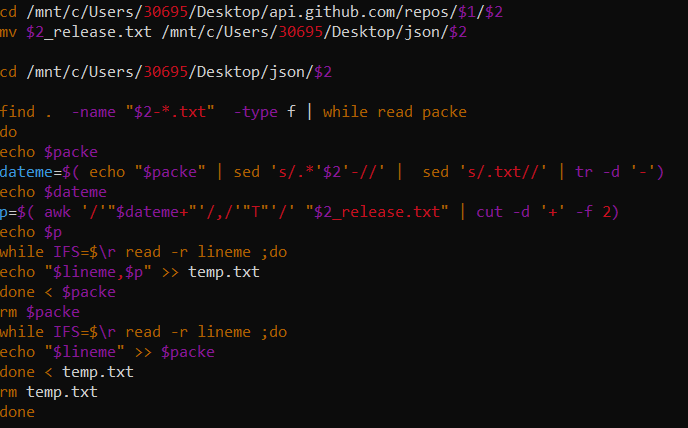 cd /mnt/c/Users/30695/Desktop/api.github.com/repos/$1/$2
mv $2_release.txt /mnt/c/Users/30695/Desktop/json/$2
cd /mnt/c/Users/30695/Desktop/json/$2
find .  -name "$2-*.txt"  -type f | while read packe
do
echo $packe
dateme=$( echo "$packe" | sed 's/.*'$2'-//' |  sed 's/.txt//' | tr -d '-')
echo $dateme
p=$( awk '/'"$dateme+"'/,/'"T"'/' "$2_release.txt" | cut -d '+' -f 2)
echo $p
while IFS=$\r read -r lineme ;do
echo "$lineme,$p" >> temp.txt
done < $packe
rm $packe
while IFS=$\r read -r lineme ;do
echo "$lineme" >> $packe
done < temp.txt
rm temp.txt
done